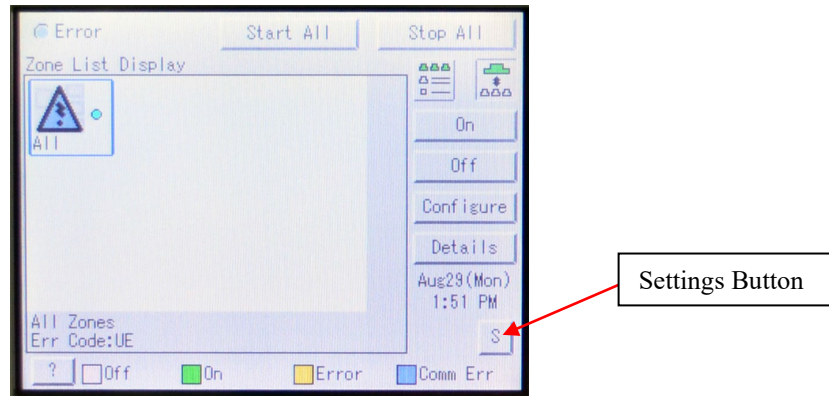 Error
Start All
Stop All
Zone List Display
All
On
Off
Configure
Details
Aug29(Mon)
1:51 PM
Settings Button
All Zones
Err Code:UE
S
? Off On Error Comm Err